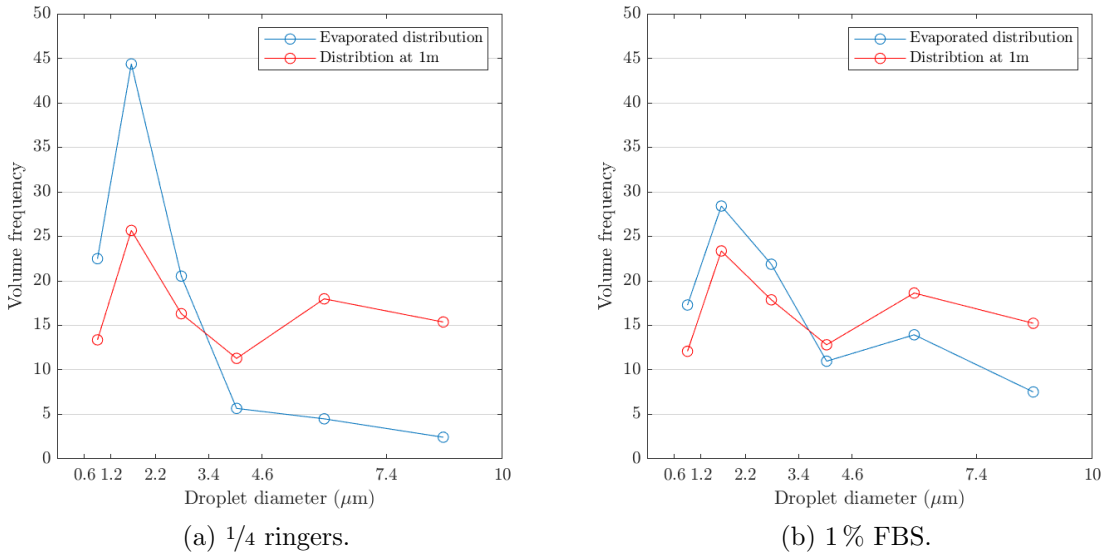 50
45
40
35
30
25
20
15
10
5
0
Volume frequency
Evaporated distribution
Distribtion at 1m
0.6 1.2 2.2 3.4 4.6 7.4 10
Droplet diameter (μm)
(a) 1/4 ringers.
50
45
40
35
30
25
20
15
10
5
0
Volume frequency
Evaporated distribution
Distribtion at 1m
0.6 1.2 2.2 3.4 4.6 7.4 10
Droplet diameter (μm)
(b) 1 % FBS.